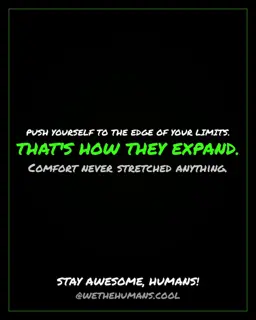 PUSH YOURSELF TO THE EDGE OF YOUR LIMITS.
THAT'S HOW THEY EXPAND.
COMFORT NEVER STRETCHED ANYTHING.
STAY AWESOME, HUMANS!
@WETHEHUMANS.COOL